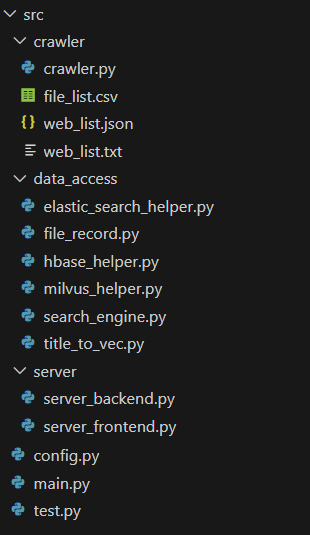 src
crawler
crawler.py
file_list.csv
web_list.json
web_list.txt
data_access
elastic_search_helper.py
file_record.py
hbase_helper.py
milvus_helper.py
search_engine.py
title_to_vec.py
server
server_backend.py
server_frontend.py
config.py
main.py
test.py